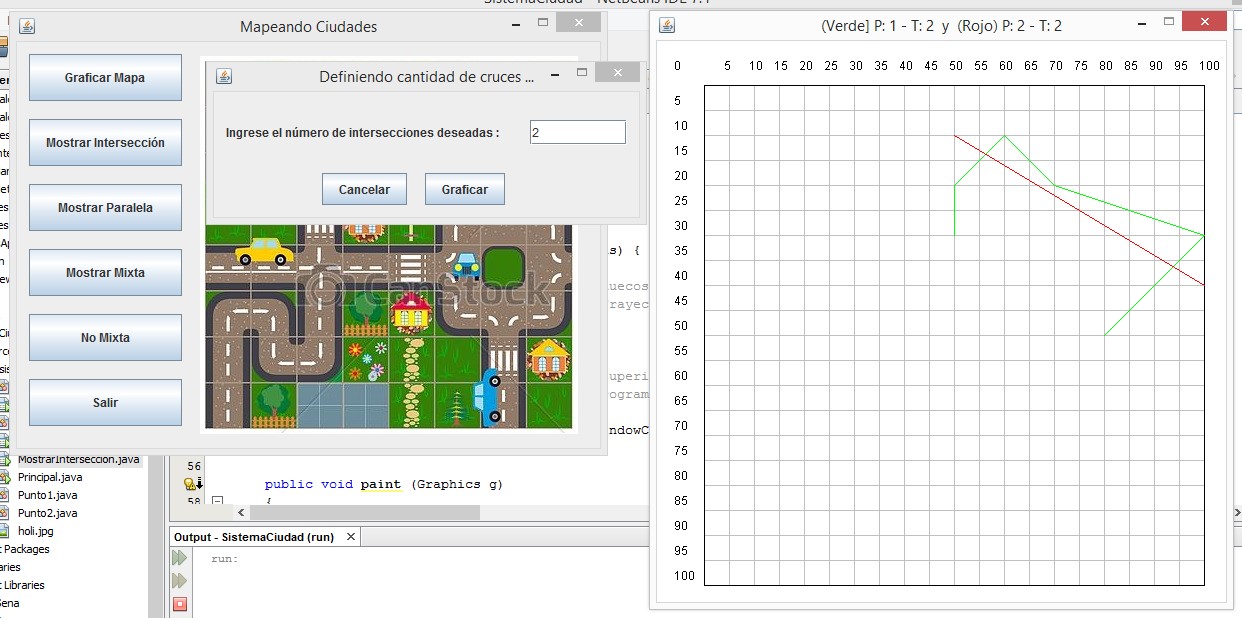 SistemaCiudad - NetBeans IDE 7.1
Mapeando Ciudades
Graficar Mapa
Mostrar Intersección
Mostrar Paralela
Mostrar Mixta
No Mixta
Salir
Definiendo cantidad de cruces ...
Ingrese el número de intersecciones deseadas :
2
Cancelar
Graficar
CanStock
s) {
uecos
rayec
uperi
ogram
ndowC
56
public void paint (Graphics g)
58
{
MostrarInterseccion.java
Principal.java
Punto1.java
Punto2.java
holi.jpg
t Packages
aries
t Libraries
Sena
Output - SistemaCiudad (run)
run:
(Verde] P: 1 - T: 2 y (Rojo) P: 2 - T: 2
0 5 10 15 20 25 30 35 40 45 50 55 60 65 70 75 80 85 90 95 100
5
10
15
20
25
30
35
40
45
50
55
60
65
70
75
80
85
90
95
100